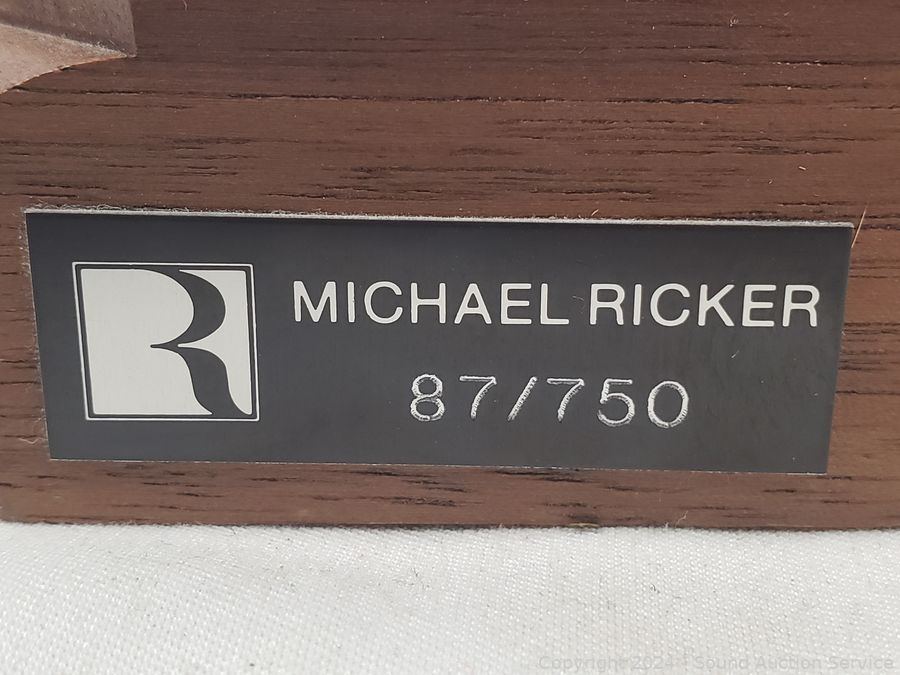 R
MICHAEL RICKER
87/750
Copyright 2024 - Sound Auction Service